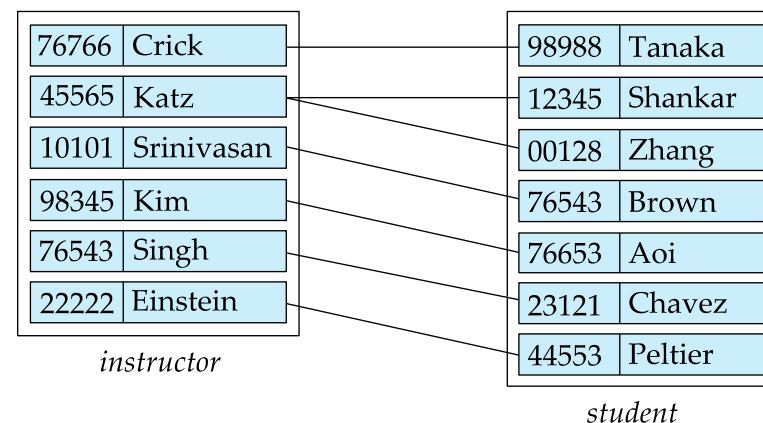 76766 Crick
45565 Katz
10101 Srinivasan
98345 Kim
76543 Singh
22222 Einstein
instructor
98988 Tanaka
12345 Shankar
00128 Zhang
76543 Brown
76653 Aoi
23121 Chavez
44553 Peltier
student